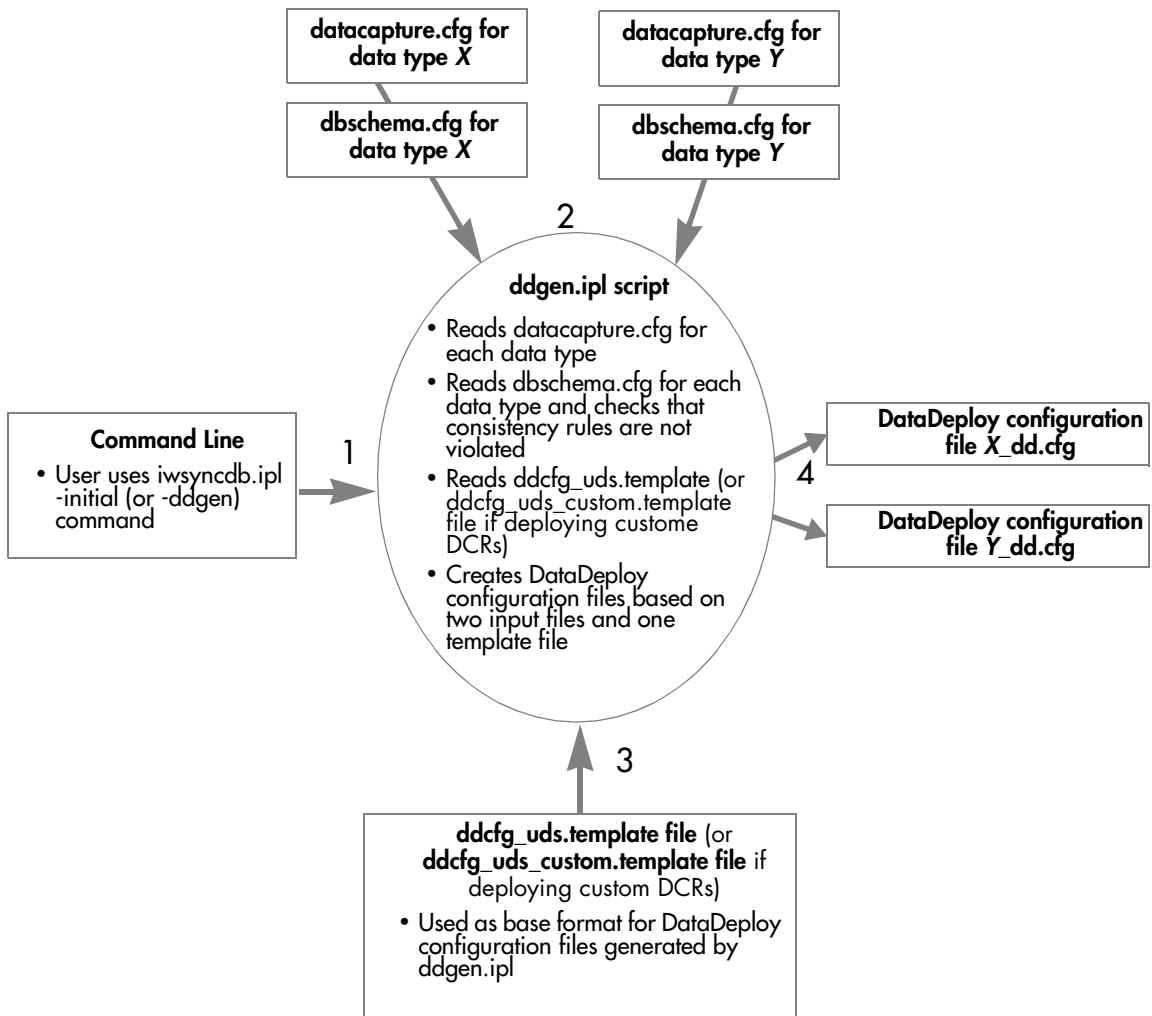 datacapture.cfg for
data type X
datacapture.cfg for
data type Y
dbschema.cfg for
data type X
dbschema.cfg for
data type Y
2
ddgen.ipl script
• Reads datacapture.cfg for
each data type
• Reads dbschema.cfg for each
data type and checks that
consistency rules are not
violated
• Reads ddcfg_uds.template (or
ddcfg_uds_custom.template
file if deploying custome
DCRs)
• Creates DataDeploy
configuration files based on
two input files and one
template file
Command Line
• User uses iwsyncdb.ipl
-initial (or -ddgen)
command
1
DataDeploy configuration
file X_dd.cfg
4
DataDeploy configuration
file Y_dd.cfg
3
ddcfg_uds.template file (or
ddcfg_uds_custom.template file if
deploying custom DCRs)
• Used as base format for DataDeploy
configuration files generated by
ddgen.ipl